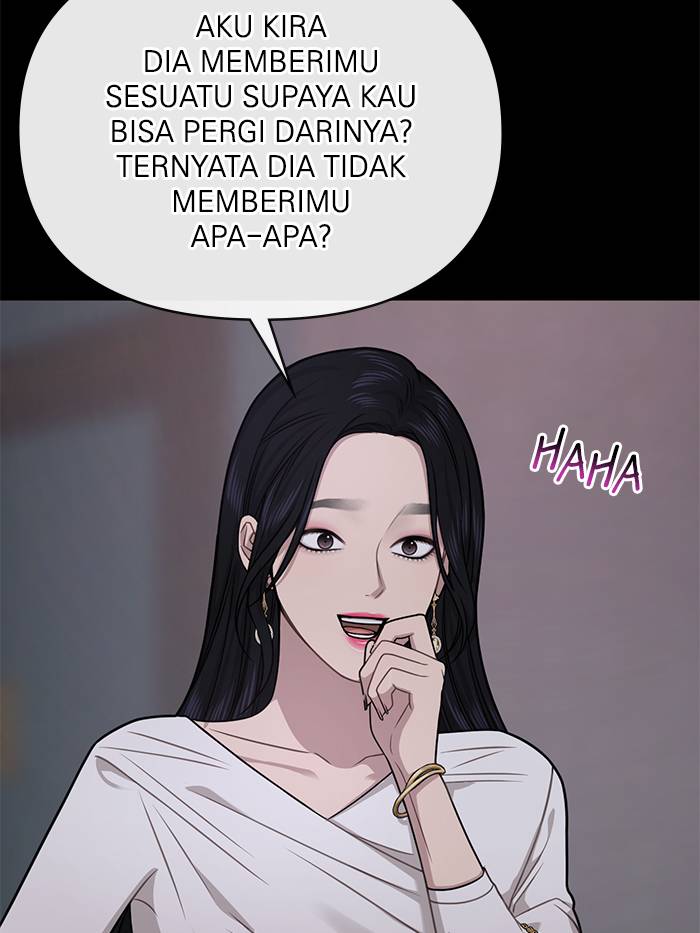 AKU KIRA
DIA MEMBERIMU
SESUATU SUPAYA KAU
BISA PERGI DARINYA?
TERNYATA DIA TIDAK
MEMBERIMU
APA-APA?
HAHA